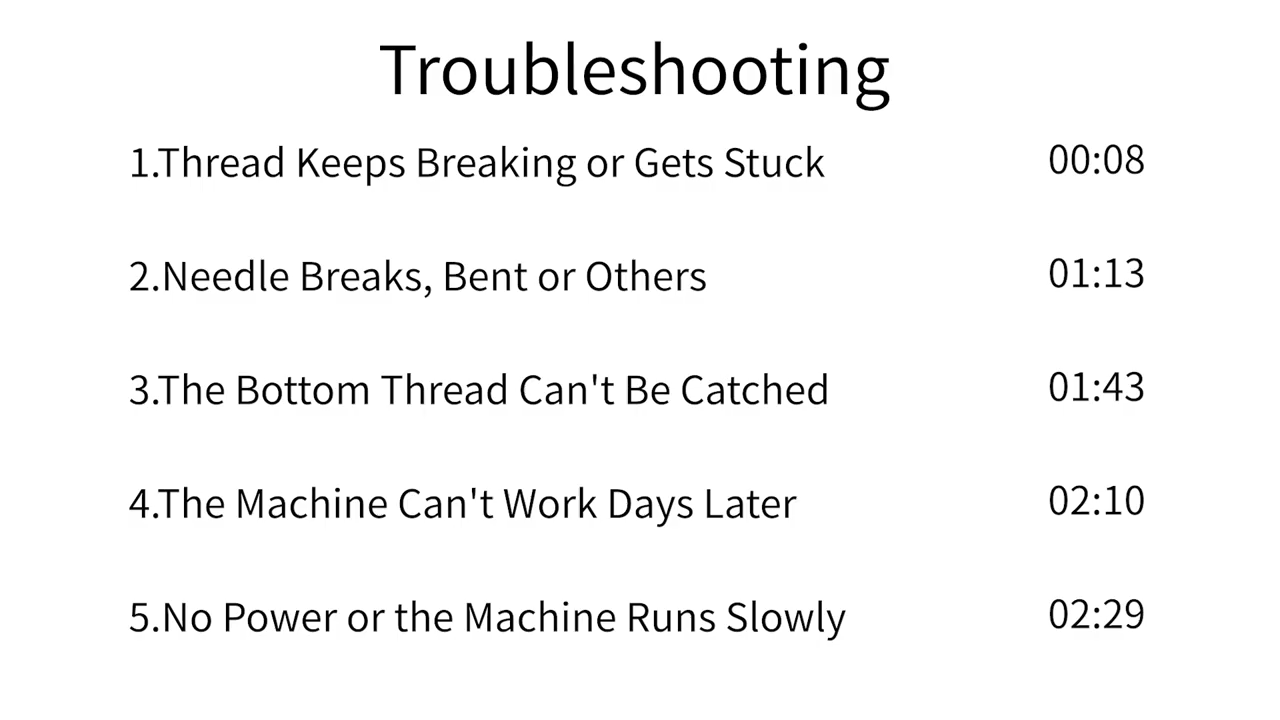 Troubleshooting
1.Thread Keeps Breaking or Gets Stuck 00:08
2.Needle Breaks, Bent or Others 01:13
3.The Bottom Thread Can't Be Catched 01:43
4.The Machine Can't Work Days Later 02:10
5.No Power or the Machine Runs Slowly 02:29